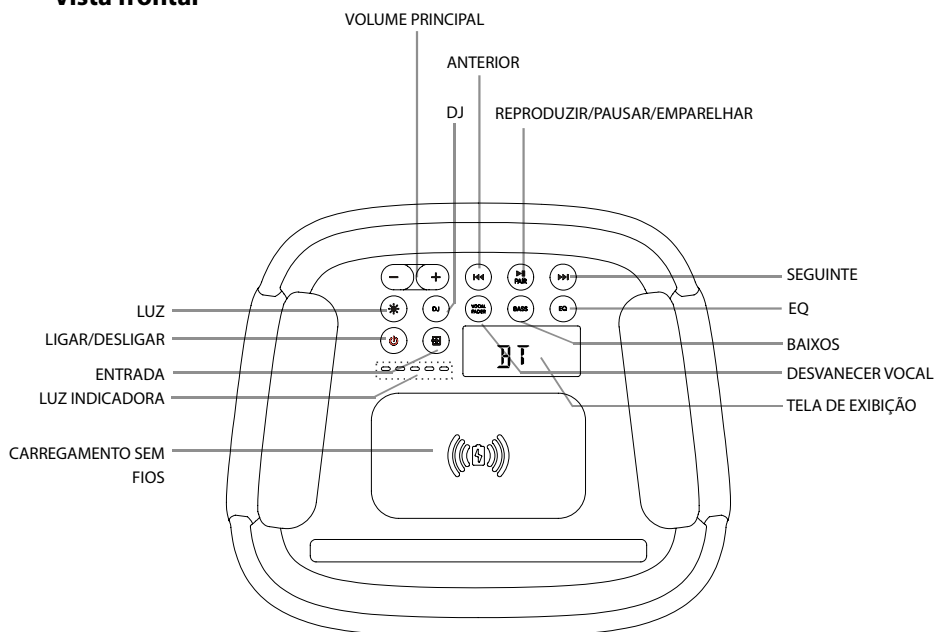 Vista frontal
VOLUME PRINCIPAL
ANTERIOR
DJ
REPRODUZIR/PAUSAR/EMPARELHAR
PAIR
SEGUINTE
LUZ
DJ
VOCAL
FADER
BASS
EQ
EQ
LIGAR/DESLIGAR
BT
BAIXOS
ENTRADA
DESVANECER VOCAL
LUZ INDICADORA
TELA DE EXIBIÇÃO
CARREGAMENTO SEM
FIOS